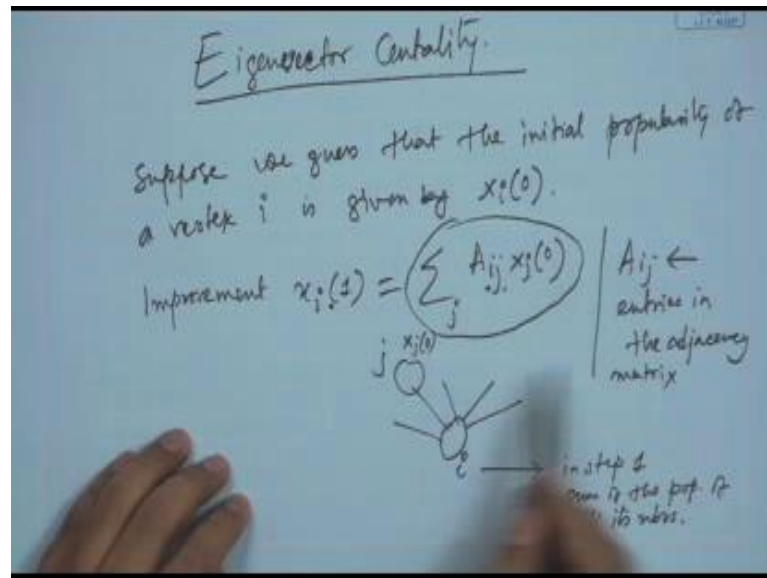 Eigenvector Centality.
Suppose we guess that the initial popularity of
a vertex i is given by xi(0).
Improvement xi(1) = ∑j Aij xj(0)
Aij ←
entries in
the adjacency
matrix
j xj(0)
i → in step 1
sum of the pop. of
its nbrs.